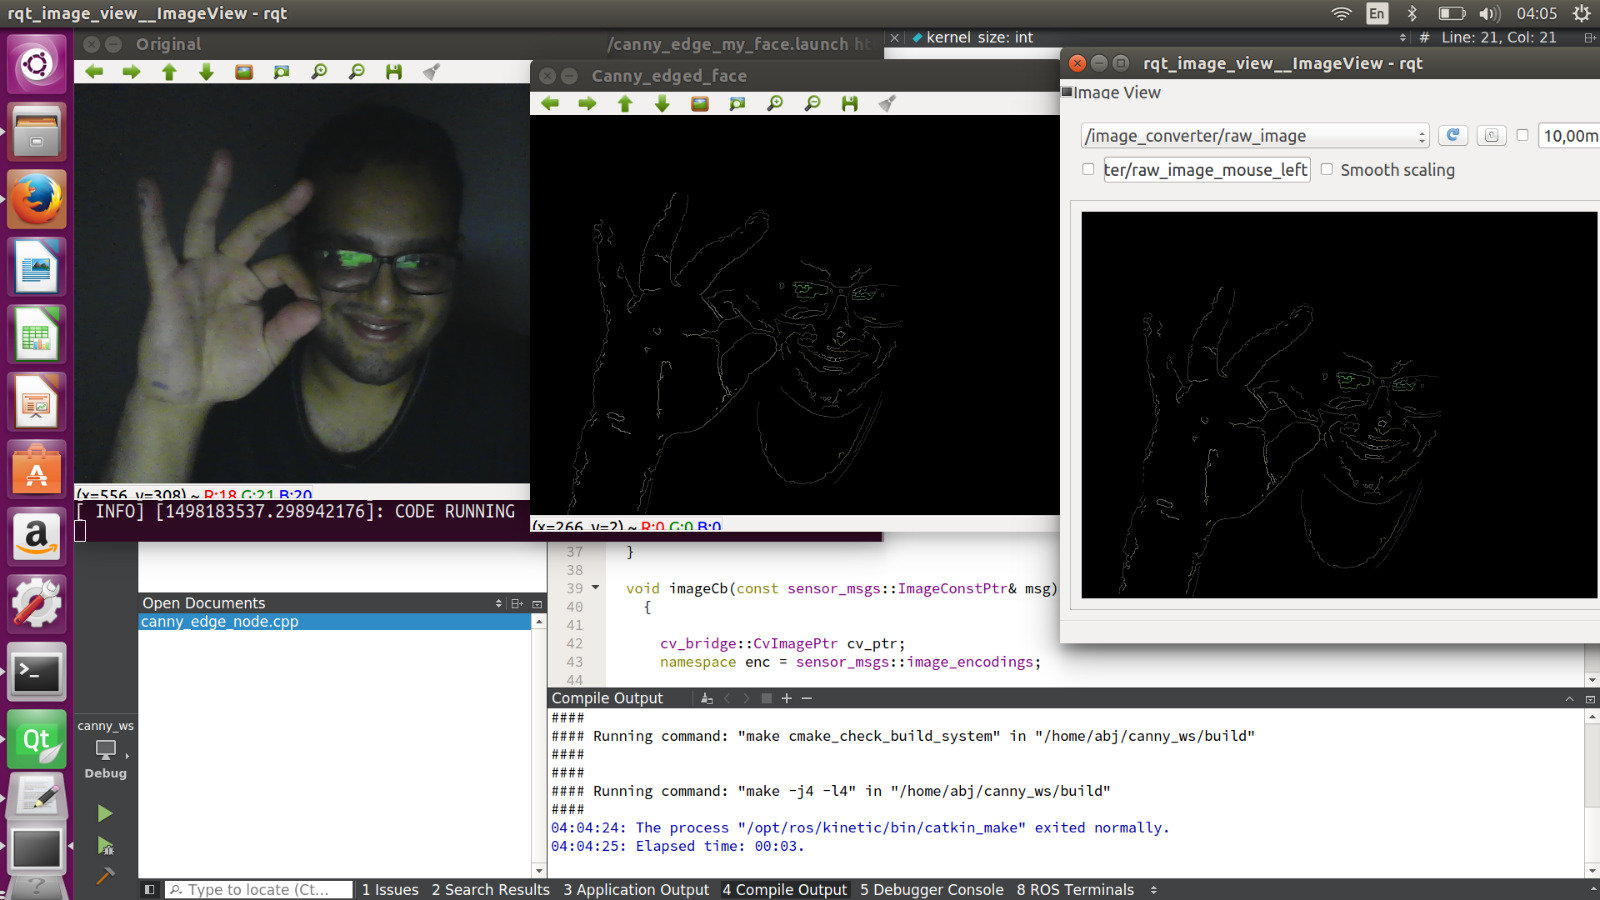 rqt_image_view__ImageView - rqt
En
04:05
Original
/canny_edge_my_face.launch
kernel size: int
# Line: 21, Col: 21
Canny_edged_face
rqt_image_view__ImageView - rqt
Image View
/image_converter/raw_image
10,00m
ter/raw_image_mouse_left
Smooth scaling
(x=556, y=308) ~ R:18 G:21 B:20
[ INFO] [1498183537.298942176]: CODE RUNNING
(x=266, y=2) ~ R:0 G:0 B:0
37 }
38
39 void imageCb(const sensor_msgs::ImageConstPtr& msg)
40 {
41
42 cv_bridge::CvImagePtr cv_ptr;
43 namespace enc = sensor_msgs::image_encodings;
44
Open Documents
canny_edge_node.cpp
Compile Output
####
#### Running command: "make cmake_check_build_system" in "/home/abj/canny_ws/build"
####
####
#### Running command: "make -j4 -l4" in "/home/abj/canny_ws/build"
####
04:04:24: The process "/opt/ros/kinetic/bin/catkin_make" exited normally.
04:04:25: Elapsed time: 00:03.
canny_ws
Qt
Debug
Type to locate (Ct...
1 Issues 2 Search Results 3 Application Output 4 Compile Output 5 Debugger Console 8 ROS Terminals